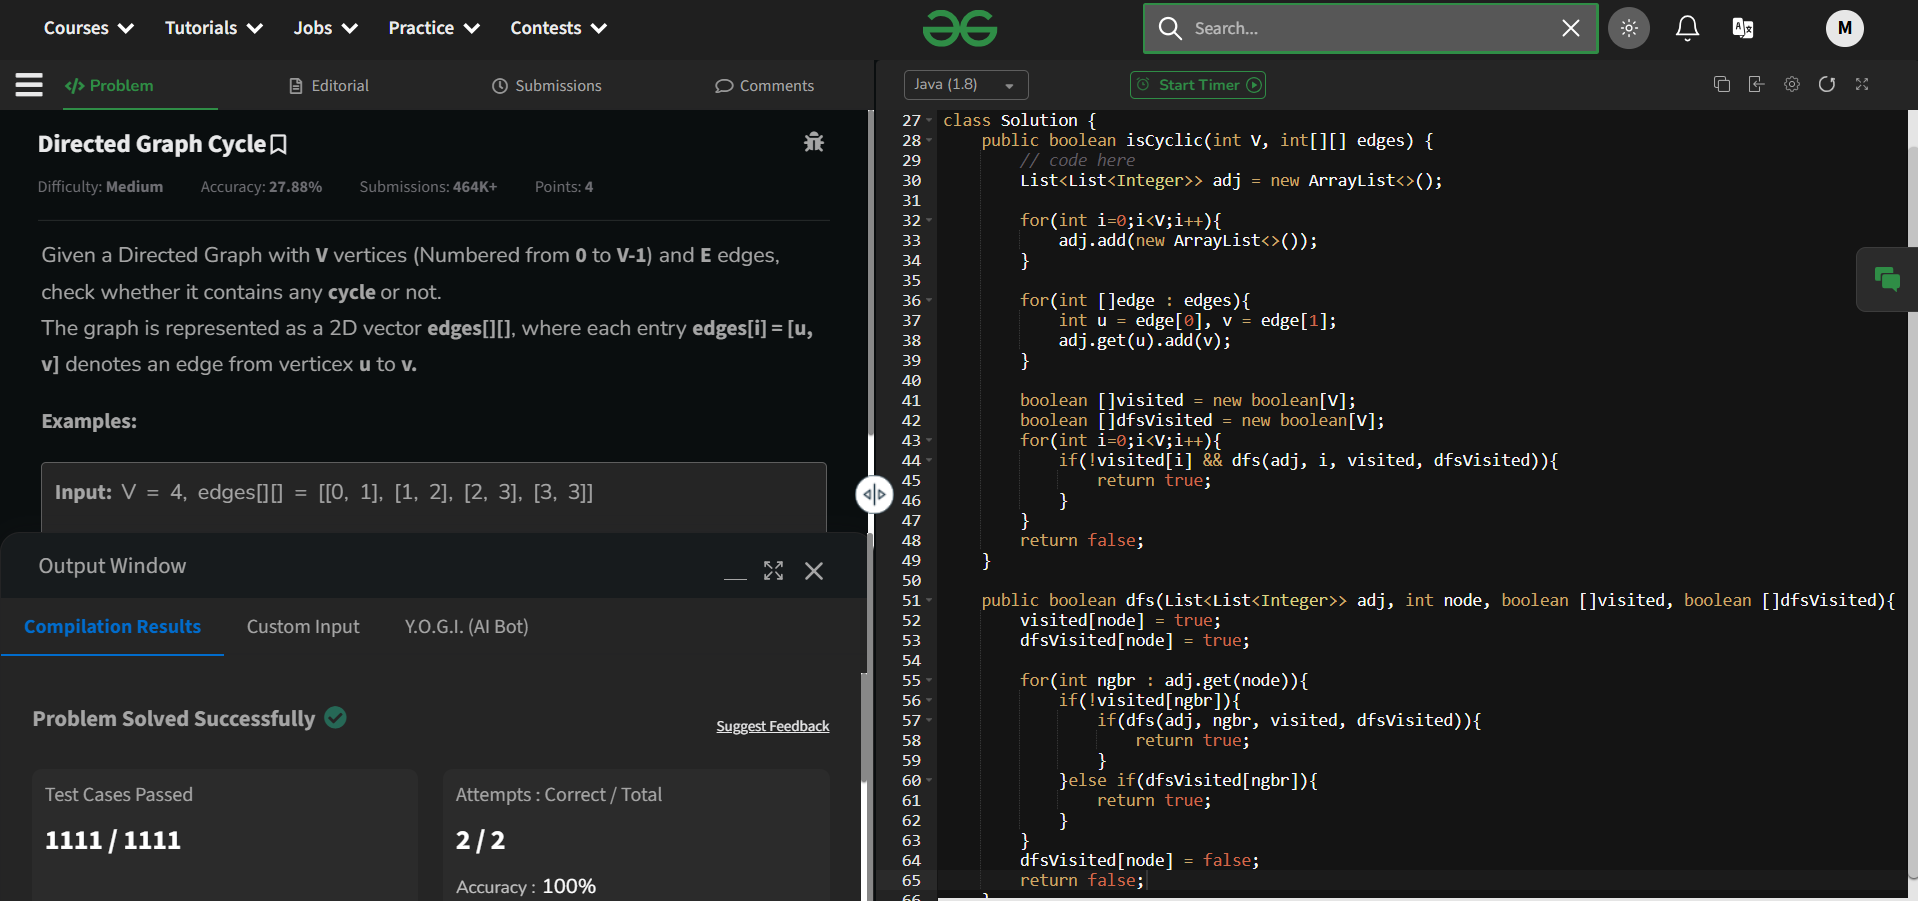 Courses Tutorials Jobs Practice Contests Search... M
Problem Editorial Submissions Comments
Java (1.8) Start Timer
Directed Graph Cycle
Difficulty: Medium Accuracy: 27.88% Submissions: 464K+ Points: 4
Given a Directed Graph with V vertices (Numbered from 0 to V-1) and E edges,
check whether it contains any cycle or not.
The graph is represented as a 2D vector edges[][], where each entry edges[i] = [u,
v] denotes an edge from verticex u to v.
Examples:
Input: V = 4, edges[][] = [[0, 1], [1, 2], [2, 3], [3, 3]]
Output Window
Compilation Results Custom Input Y.O.G.I. (AI Bot)
Problem Solved Successfully
Suggest Feedback
Test Cases Passed
1111 / 1111
Attempts : Correct / Total
2 / 2
Accuracy : 100%
27 class Solution {
28     public boolean isCyclic(int V, int[][] edges) {
29         // code here
30         List<List<Integer>> adj = new ArrayList<>();
31
32         for(int i=0;i<V;i++){
33             adj.add(new ArrayList<>());
34         }
35
36         for(int []edge : edges){
37             int u = edge[0], v = edge[1];
38             adj.get(u).add(v);
39         }
40
41         boolean []visited = new boolean[V];
42         boolean []dfsVisited = new boolean[V];
43         for(int i=0;i<V;i++){
44             if(!visited[i] && dfs(adj, i, visited, dfsVisited)){
45                 return true;
46             }
47         }
48         return false;
49     }
50
51     public boolean dfs(List<List<Integer>> adj, int node, boolean []visited, boolean []dfsVisited){
52         visited[node] = true;
53         dfsVisited[node] = true;
54
55         for(int ngbr : adj.get(node)){
56             if(!visited[ngbr]){
57                 if(dfs(adj, ngbr, visited, dfsVisited)){
58                     return true;
59                 }
60             }else if(dfsVisited[ngbr]){
61                 return true;
62             }
63         }
64         dfsVisited[node] = false;
65         return false;
66     }